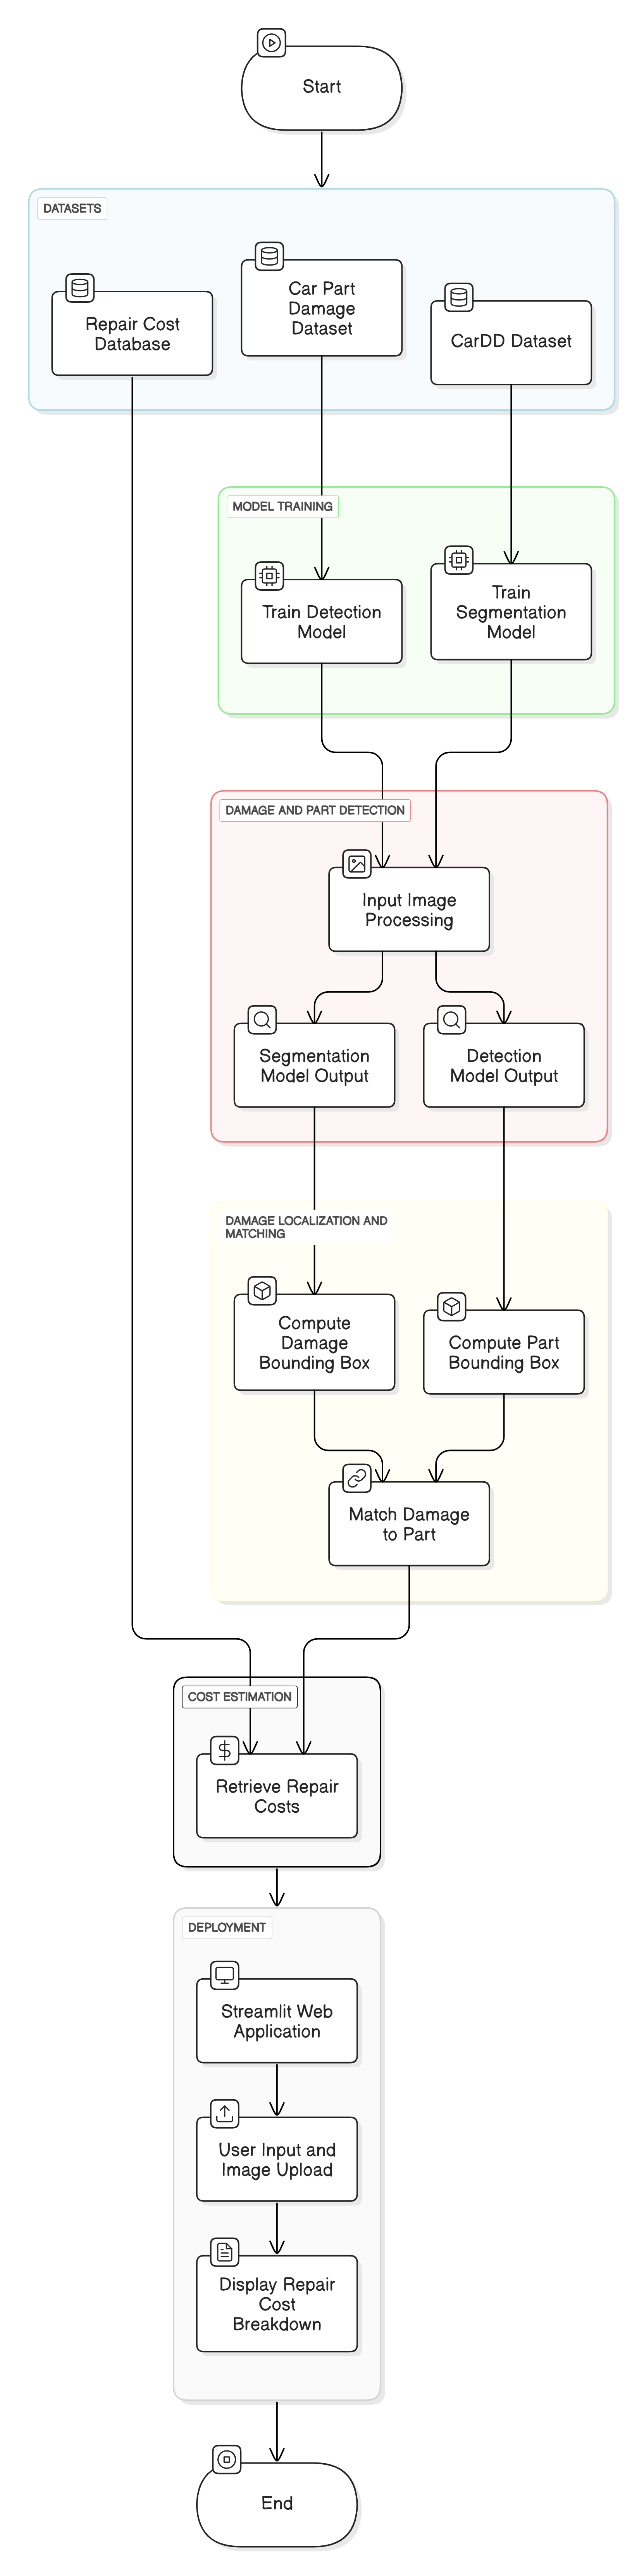 Start
DATASETS
Repair Cost
Database
Car Part
Damage
Dataset
CarDD Dataset
MODEL TRAINING
Train Detection
Model
Train
Segmentation
Model
DAMAGE AND PART DETECTION
Input Image
Processing
Segmentation
Model Output
Detection
Model Output
DAMAGE LOCALIZATION AND
MATCHING
Compute
Damage
Bounding Box
Compute Part
Bounding Box
Match Damage
to Part
COST ESTIMATION
$
Retrieve Repair
Costs
DEPLOYMENT
Streamlit Web
Application
User Input and
Image Upload
Display Repair
Cost
Breakdown
End